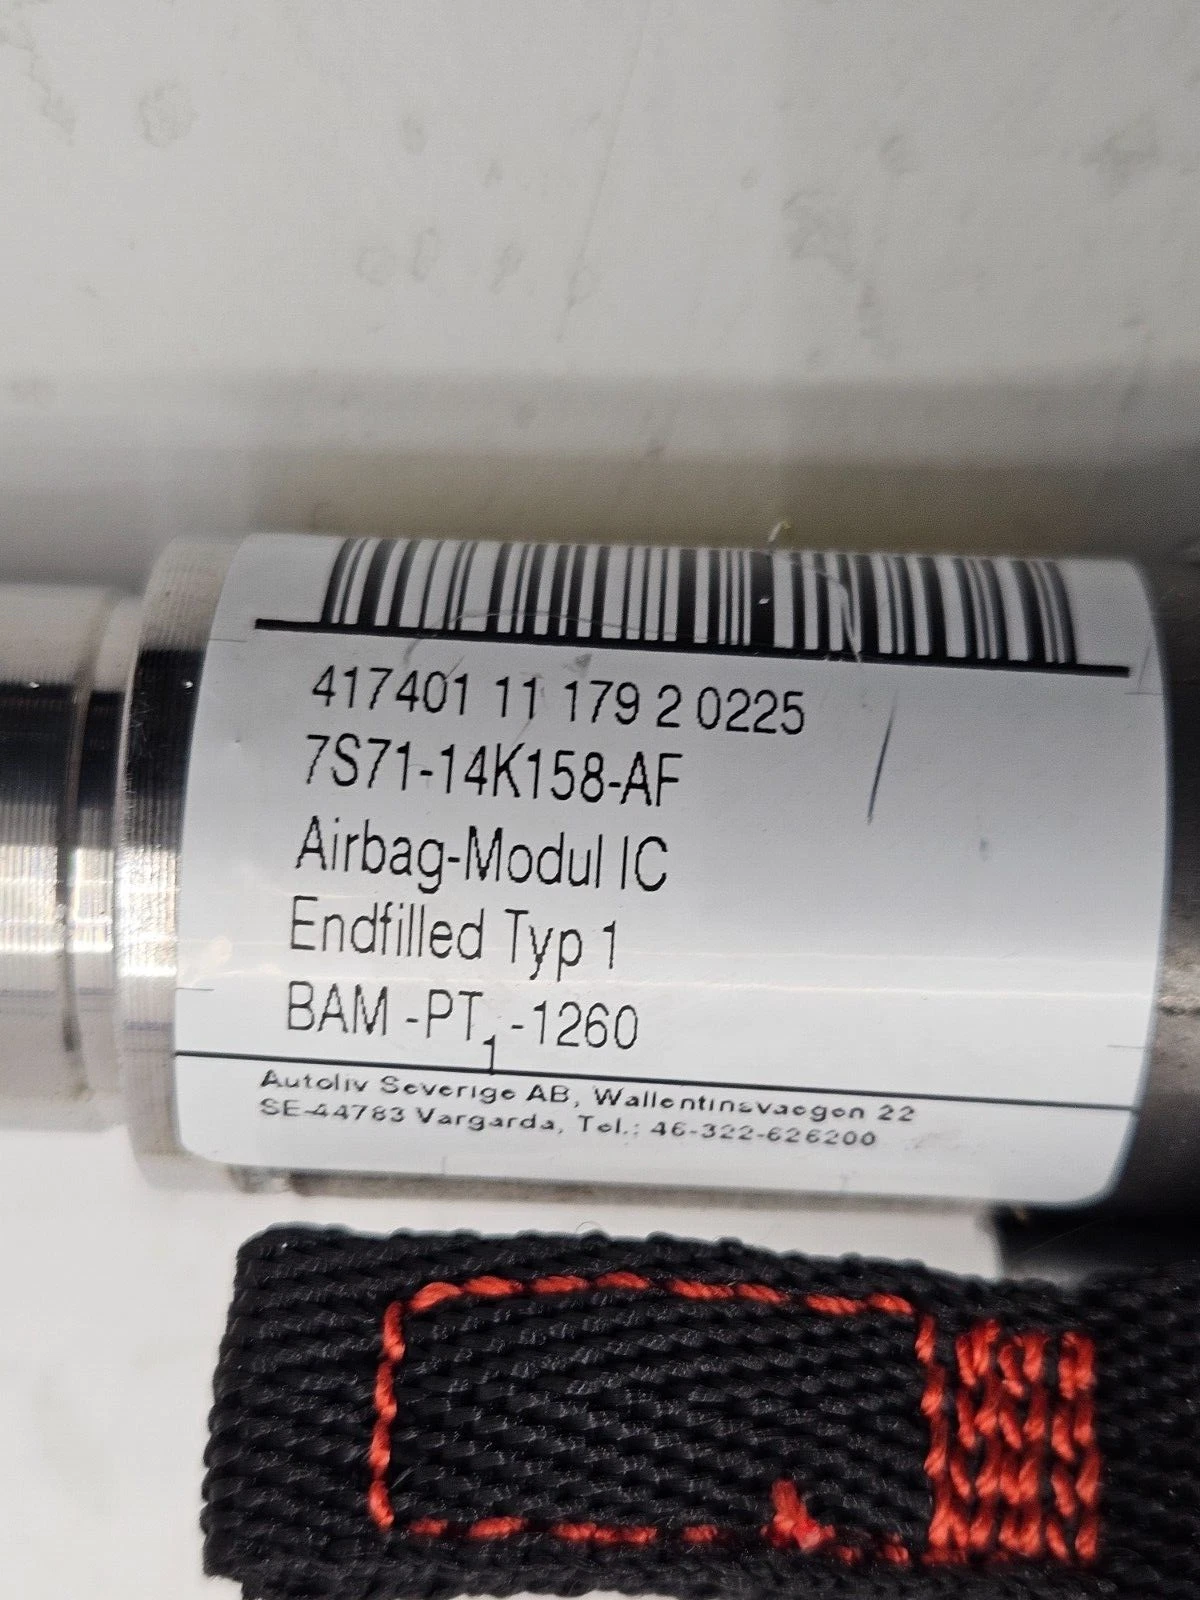 417401 11 179 2 0225
7S71-14K158-AF
Airbag-Modul IC
Endfilled Typ 1
BAM -PT1 -1260
Autoliv Severige AB, Wallentinsvaegen 22
SE-44783 Vargarda, Tel.: 46-322-626200